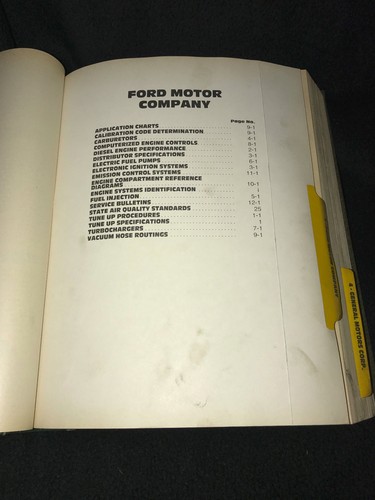 FORD MOTOR
COMPANY
Page No.
APPLICATION CHARTS 9-1
CALIBRATION CODE DETERMINATION 9-1
CARBURETORS 4-1
COMPUTERIZED ENGINE CONTROLS 8-1
DIESEL ENGINE PERFORMANCE 2-1
DISTRIBUTOR SPECIFICATIONS 3-1
ELECTRIC FUEL PUMPS 6-1
ELECTRONIC IGNITION SYSTEMS 3-1
EMISSION CONTROL SYSTEMS 11-1
ENGINE COMPARTMENT REFERENCE
DIAGRAMS 10-1
ENGINE SYSTEMS IDENTIFICATION i
FUEL INJECTION 5-1
SERVICE BULLETINS 12-1
STATE AIR QUALITY STANDARDS 25
TUNE UP PROCEDURES 1-1
TUNE UP SPECIFICATIONS 1
TURBOCHARGERS 7-1
VACUUM HOSE ROUTINGS 9-1
4 - GENERAL MOTORS CORP.